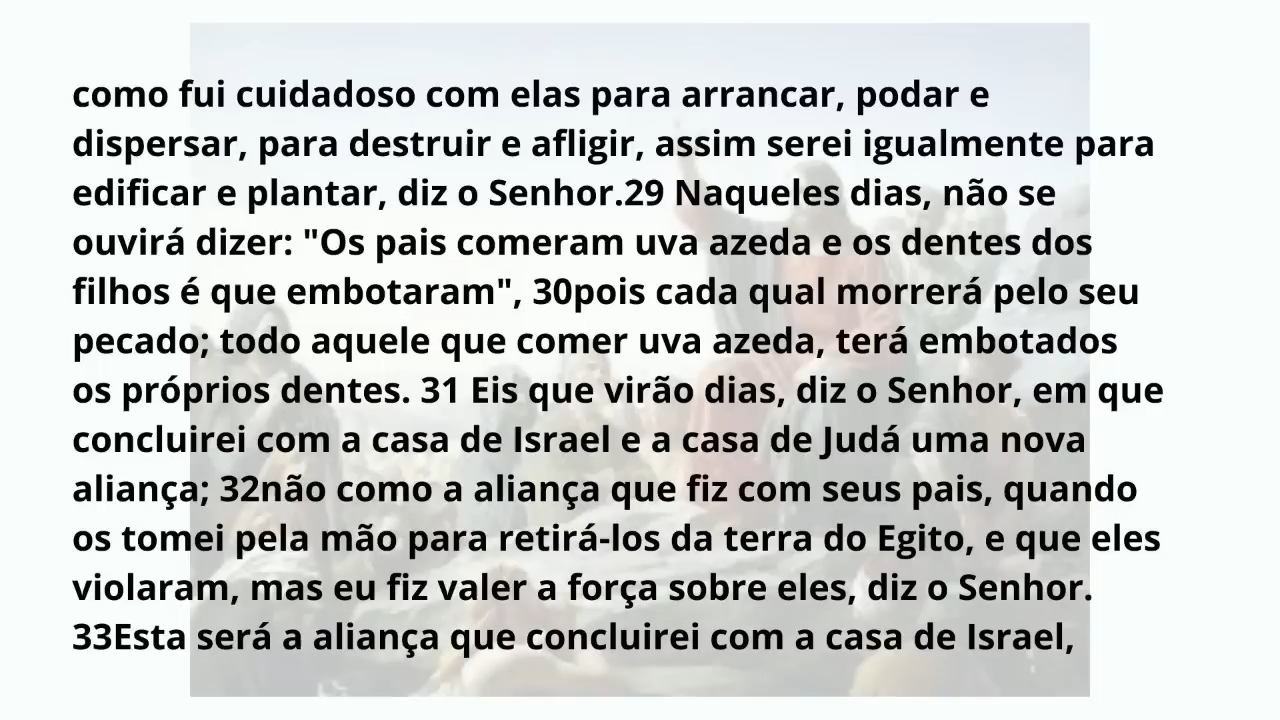 como fui cuidadoso com elas para arrancar, podar e
dispersar, para destruir e afligir, assim serei igualmente para
edificar e plantar, diz o Senhor.29 Naqueles dias, não se
ouvirá dizer: "Os pais comeram uva azeda e os dentes dos
filhos é que embotaram", 30pois cada qual morrerá pelo seu
pecado; todo aquele que comer uva azeda, terá embotados
os próprios dentes. 31 Eis que virão dias, diz o Senhor, em que
concluirei com a casa de Israel e a casa de Judá uma nova
aliança; 32não como a aliança que fiz com seus pais, quando
os tomei pela mão para retirá-los da terra do Egito, e que eles
violaram, mas eu fiz valer a força sobre eles, diz o Senhor.
33Esta será a aliança que concluirei com a casa de Israel,